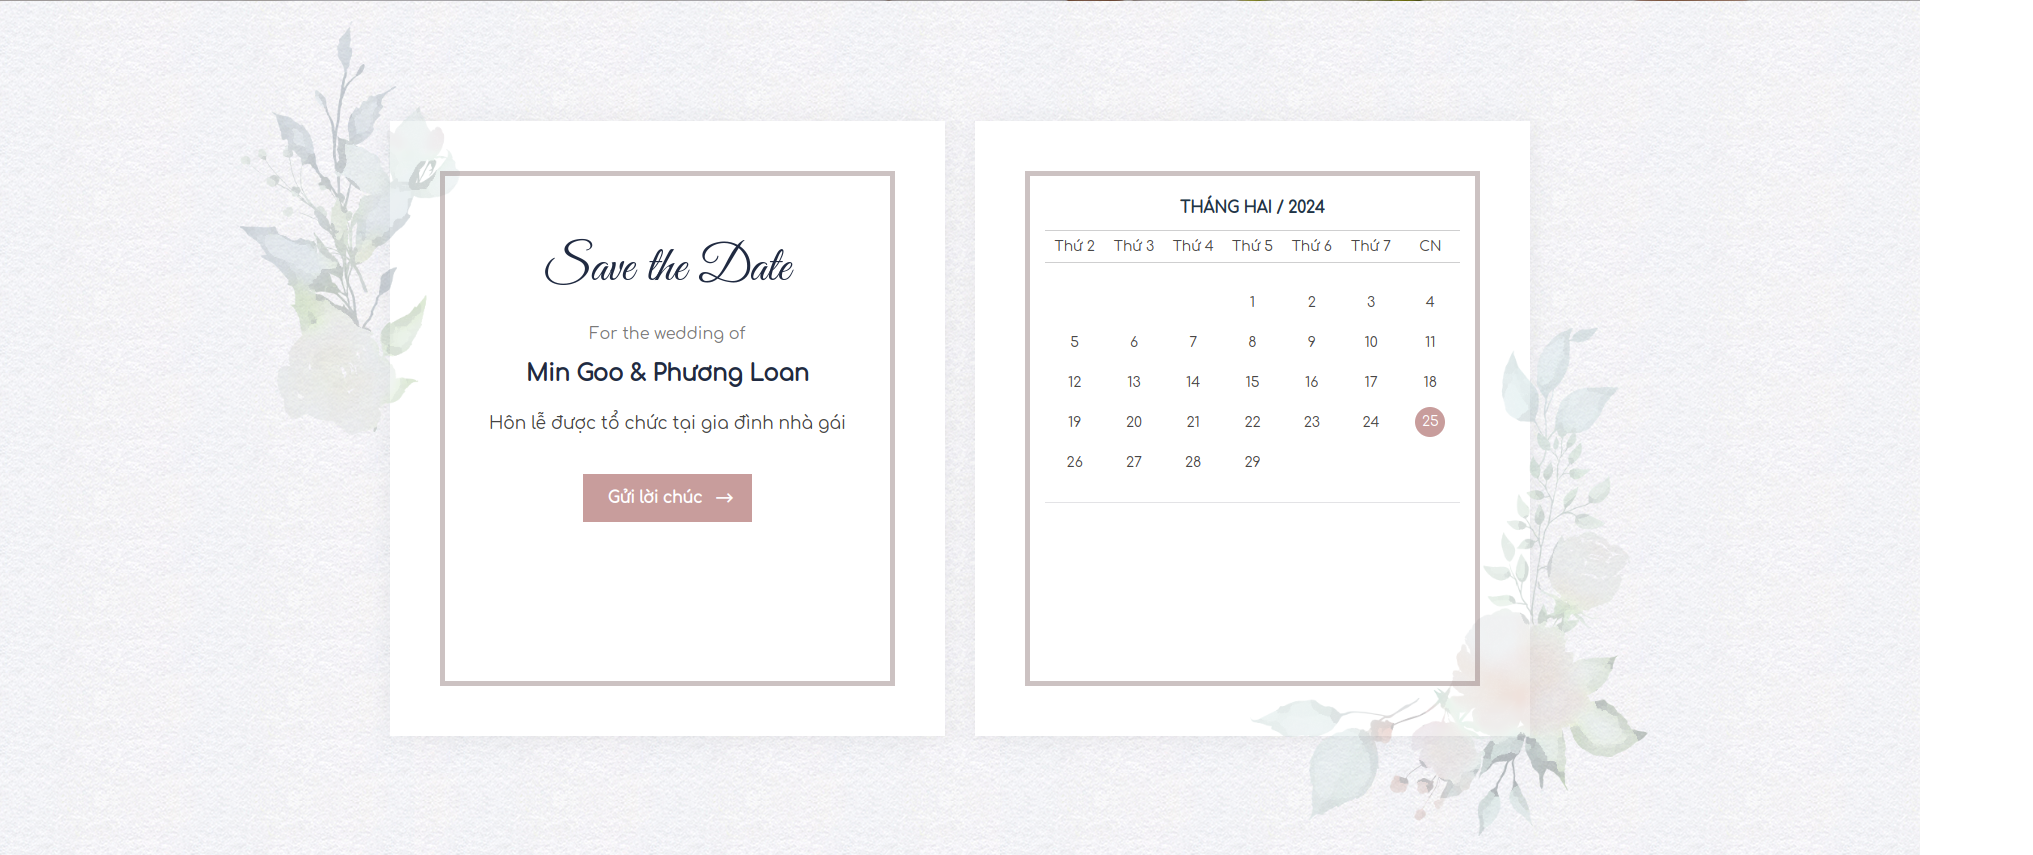 Save the Date
For the wedding of
Min Goo & Phương Loan
Hôn lễ được tổ chức tại gia đình nhà gái
Gửi lời chúc →
THÁNG HAI / 2024
Thứ 2 Thứ 3 Thứ 4 Thứ 5 Thứ 6 Thứ 7 CN
1 2 3 4
5 6 7 8 9 10 11
12 13 14 15 16 17 18
19 20 21 22 23 24 25
26 27 28 29